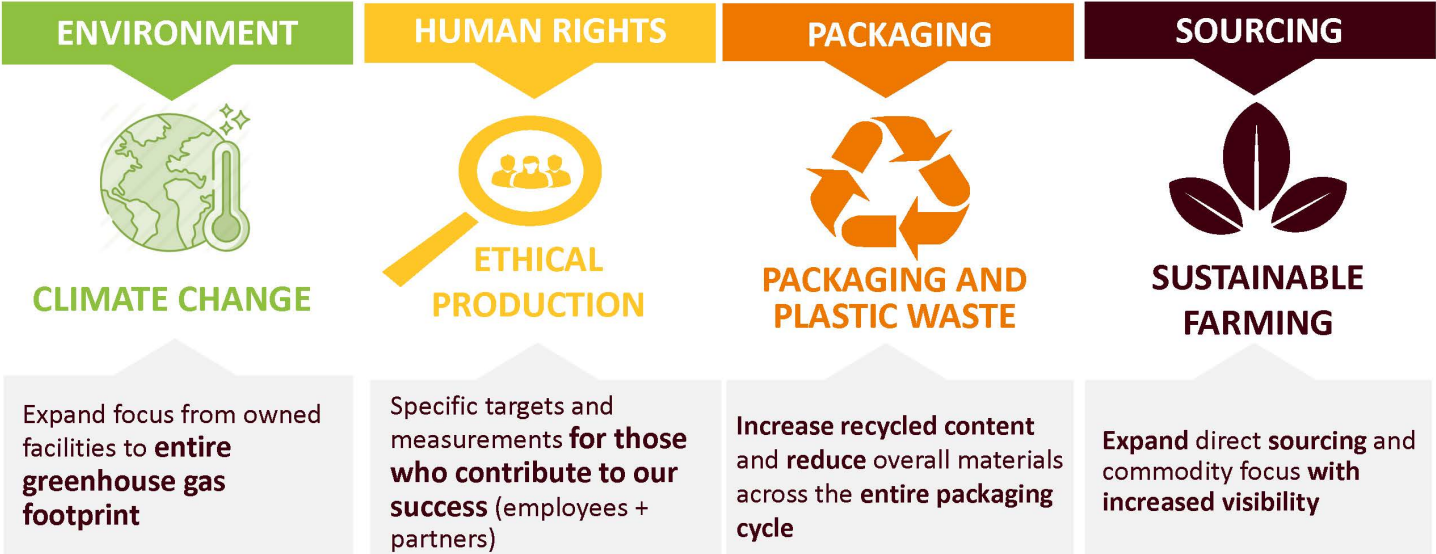 ENVIRONMENT
CLIMATE CHANGE
Expand focus from owned
facilities to entire
greenhouse gas
footprint
HUMAN RIGHTS
ETHICAL
PRODUCTION
Specific targets and
measurements for those
who contribute to our
success (employees +
partners)
PACKAGING
PACKAGING AND
PLASTIC WASTE
Increase recycled content
and reduce overall materials
across the entire packaging
cycle
SOURCING
SUSTAINABLE
FARMING
Expand direct sourcing and
commodity focus with
increased visibility